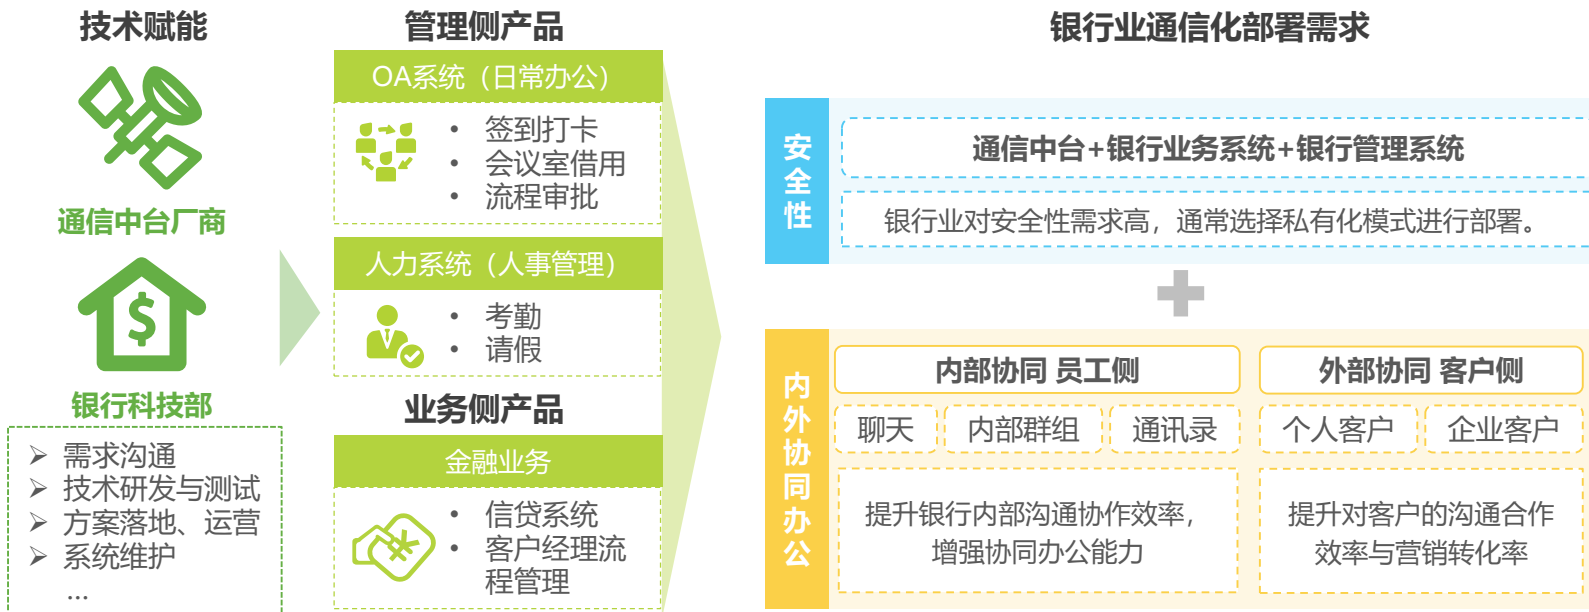 技术赋能
通信中台厂商
银行科技部
➢ 需求沟通
➢ 技术研发与测试
➢ 方案落地、运营
➢ 系统维护
...
管理侧产品
OA系统（日常办公）
• 签到打卡
• 会议室借用
• 流程审批
人力系统（人事管理）
• 考勤
• 请假
业务侧产品
金融业务
• 信贷系统
• 客户经理流
程管理
银行业通信化部署需求
安全性
通信中台+银行业务系统+银行管理系统
银行业对安全性需求高，通常选择私有化模式进行部署。
内外协同办公
内部协同 员工侧
聊天 内部群组 通讯录
提升银行内部沟通协作效率，
增强协同办公能力
外部协同 客户侧
个人客户 企业客户
提升对客户的沟通合作
效率与营销转化率